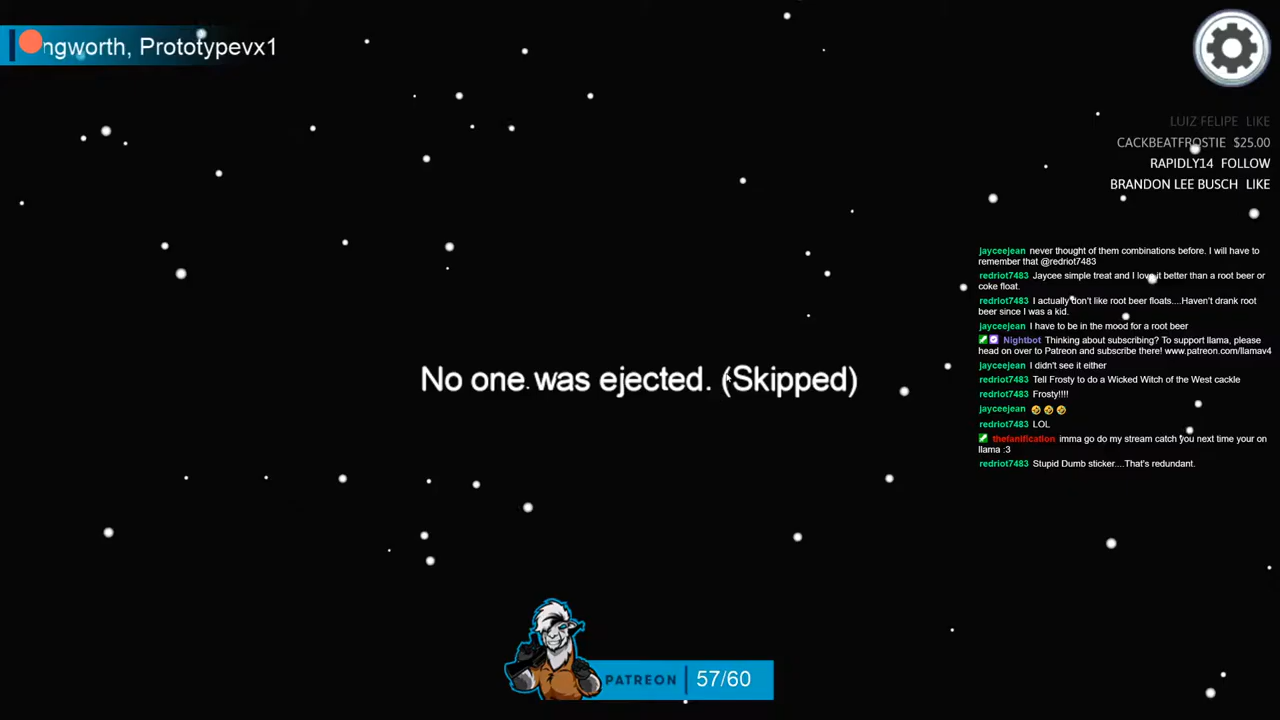 ngworth, Prototypevx1
LUIZ FELIPE LIKE
CACKBEATFROSTIE $25.00
RAPIDLY14 FOLLOW
BRANDON LEE BUSCH LIKE
jayceejean never thought of them combinations before. I will have to
remember that @redriot7483
redriot7483 Jaycee simple treat and I love it better than a root beer or
coke float.
redriot7483 I actually don't like root beer floats....Haven't drank root
beer since I was a kid.
jayceejean I have to be in the mood for a root beer
Nightbot Thinking about subscribing? To support llama, please
head on over to Patreon and subscribe there! www.patreon.com/llamav4
jayceejean I didn't see it either
redriot7483 Tell Frosty to do a Wicked Witch of the West cackle
redriot7483 Frosty!!!!
jayceejean 🤣 🤣 🤣
redriot7483 LOL
thefanification imma go do my stream catch you next time your on
llama :3
redriot7483 Stupid Dumb sticker....That's redundant.
No one was ejected. (Skipped)
PATREON 57/60